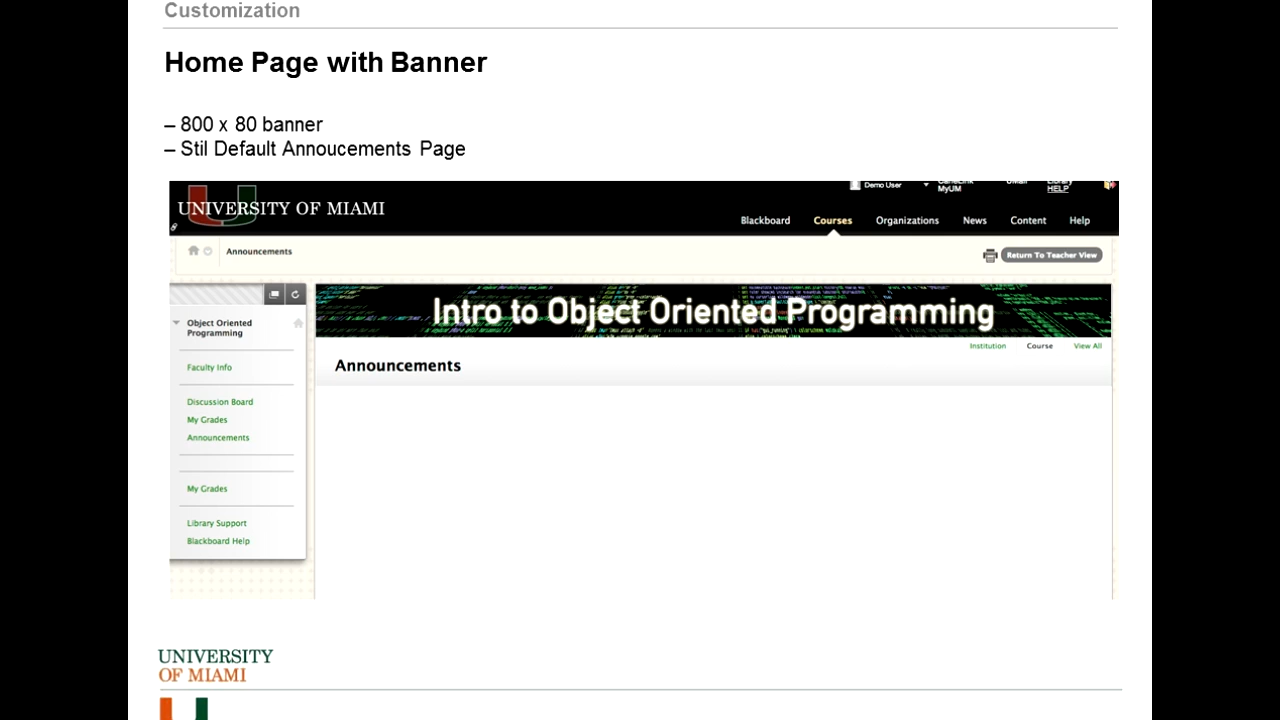 Customization
Home Page with Banner
– 800 x 80 banner
– Stil Default Annoucements Page
UNIVERSITY OF MIAMI
Demo User
MyUM
HELP
Blackboard Courses Organizations News Content Help
Announcements
Return To Teacher View
Intro to Object Oriented Programming
Institution Course View All
Announcements
Object Oriented
Programming
Faculty Info
Discussion Board
My Grades
Announcements
My Grades
Library Support
Blackboard Help
UNIVERSITY
OF MIAMI